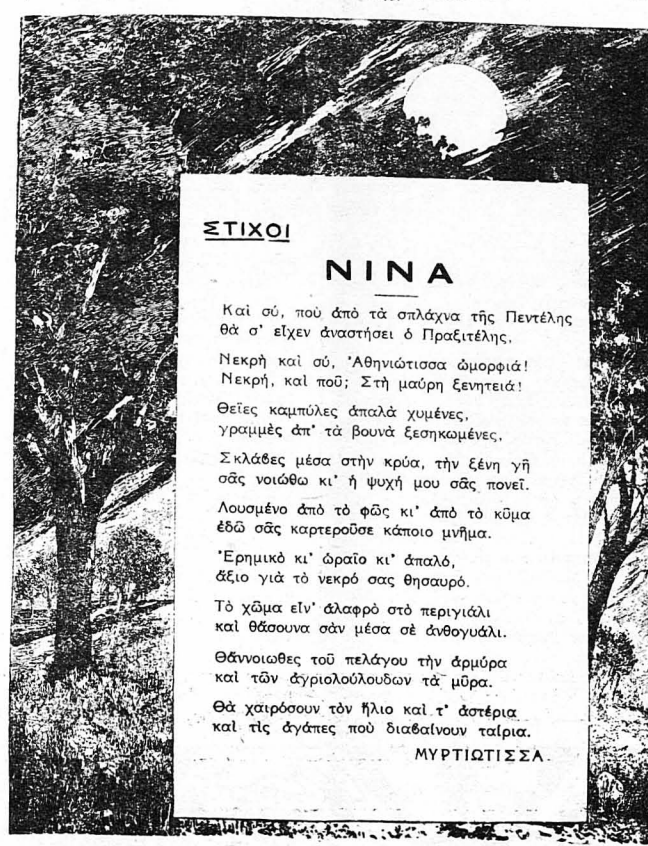 ΣΤΙΧΟΙ
ΝΙΝΑ
Καὶ σύ, ποὺ ἀπὸ τὰ σπλάχνα τῆς Πεντέλης
θὰ σ' εἶχεν ἀναστήσει ὁ Πραξιτέλης,
Νεκρὴ καὶ σύ, Ἀθηνιώτισσα ὠμορφιά!
Νεκρή, καὶ ποῦ; Στὴ μαύρη ξενητειά!
Θεῖες καμπύλες ἁπαλὰ χυμένες,
γραμμὲς ἀπ' τὰ βουνὰ ξεσηκωμένες,
Σκλάβες μέσα στὴν κρύα, τὴν ξένη γῆ
σᾶς νοιώθω κι' ἡ ψυχή μου σᾶς πονεῖ.
Λουσμένο ἀπὸ τὸ φῶς κι' ἀπὸ τὸ κῦμα
ἐδῶ σᾶς καρτεροῦσε κάποιο μνῆμα.
Ἐρημικὸ κι' ὡραῖο κι' ἁπαλό,
ἄξιο γιὰ τὸ νεκρό σας θησαυρό.
Τὸ χῶμα εἶν' ἀλαφρὸ στὸ περιγιάλι
καὶ θἄσουνα σὰν μέσα σὲ ἀνθογυάλι.
Θἄννοιωθες τοῦ πελάγου τὴν ἁρμύρα
καὶ τῶν ἀγριολούλουδων τὰ μῦρα.
Θὰ χαιρόσουν τὸν ἥλιο καὶ τ' ἀστέρια
καὶ τὶς ἀγάπες ποὺ διαβαίνουν ταίρια.
ΜΥΡΤΙΩΤΙΣΣΑ